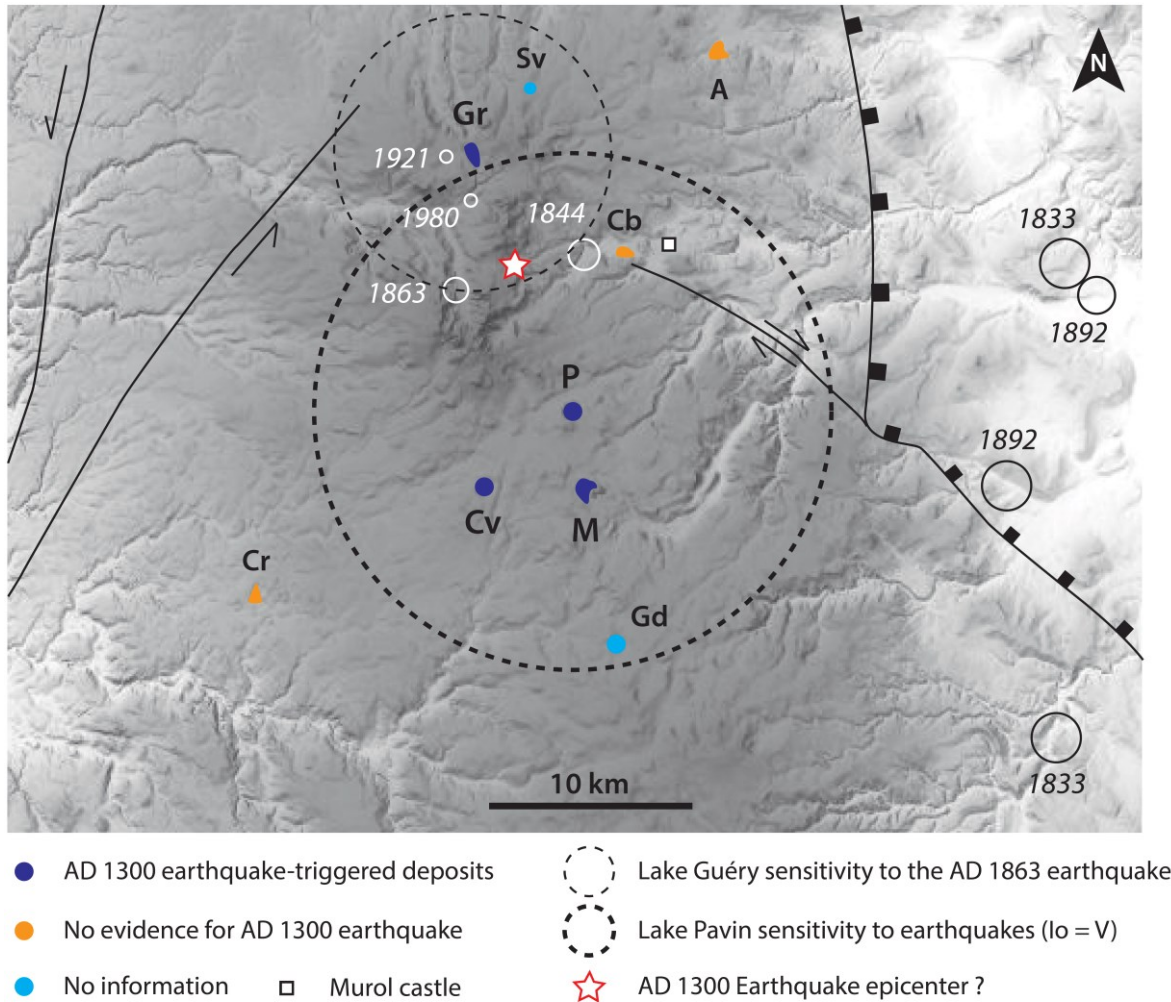 N
Sv
A
Gr
1921
1980
1844
Cb
1833
1863
1892
P
1892
Cv
M
Cr
Gd
10 km
1833
AD 1300 earthquake-triggered deposits
Lake Guéry sensitivity to the AD 1863 earthquake
No evidence for AD 1300 earthquake
Lake Pavin sensitivity to earthquakes (Io = V)
No information
Murol castle
AD 1300 Earthquake epicenter ?